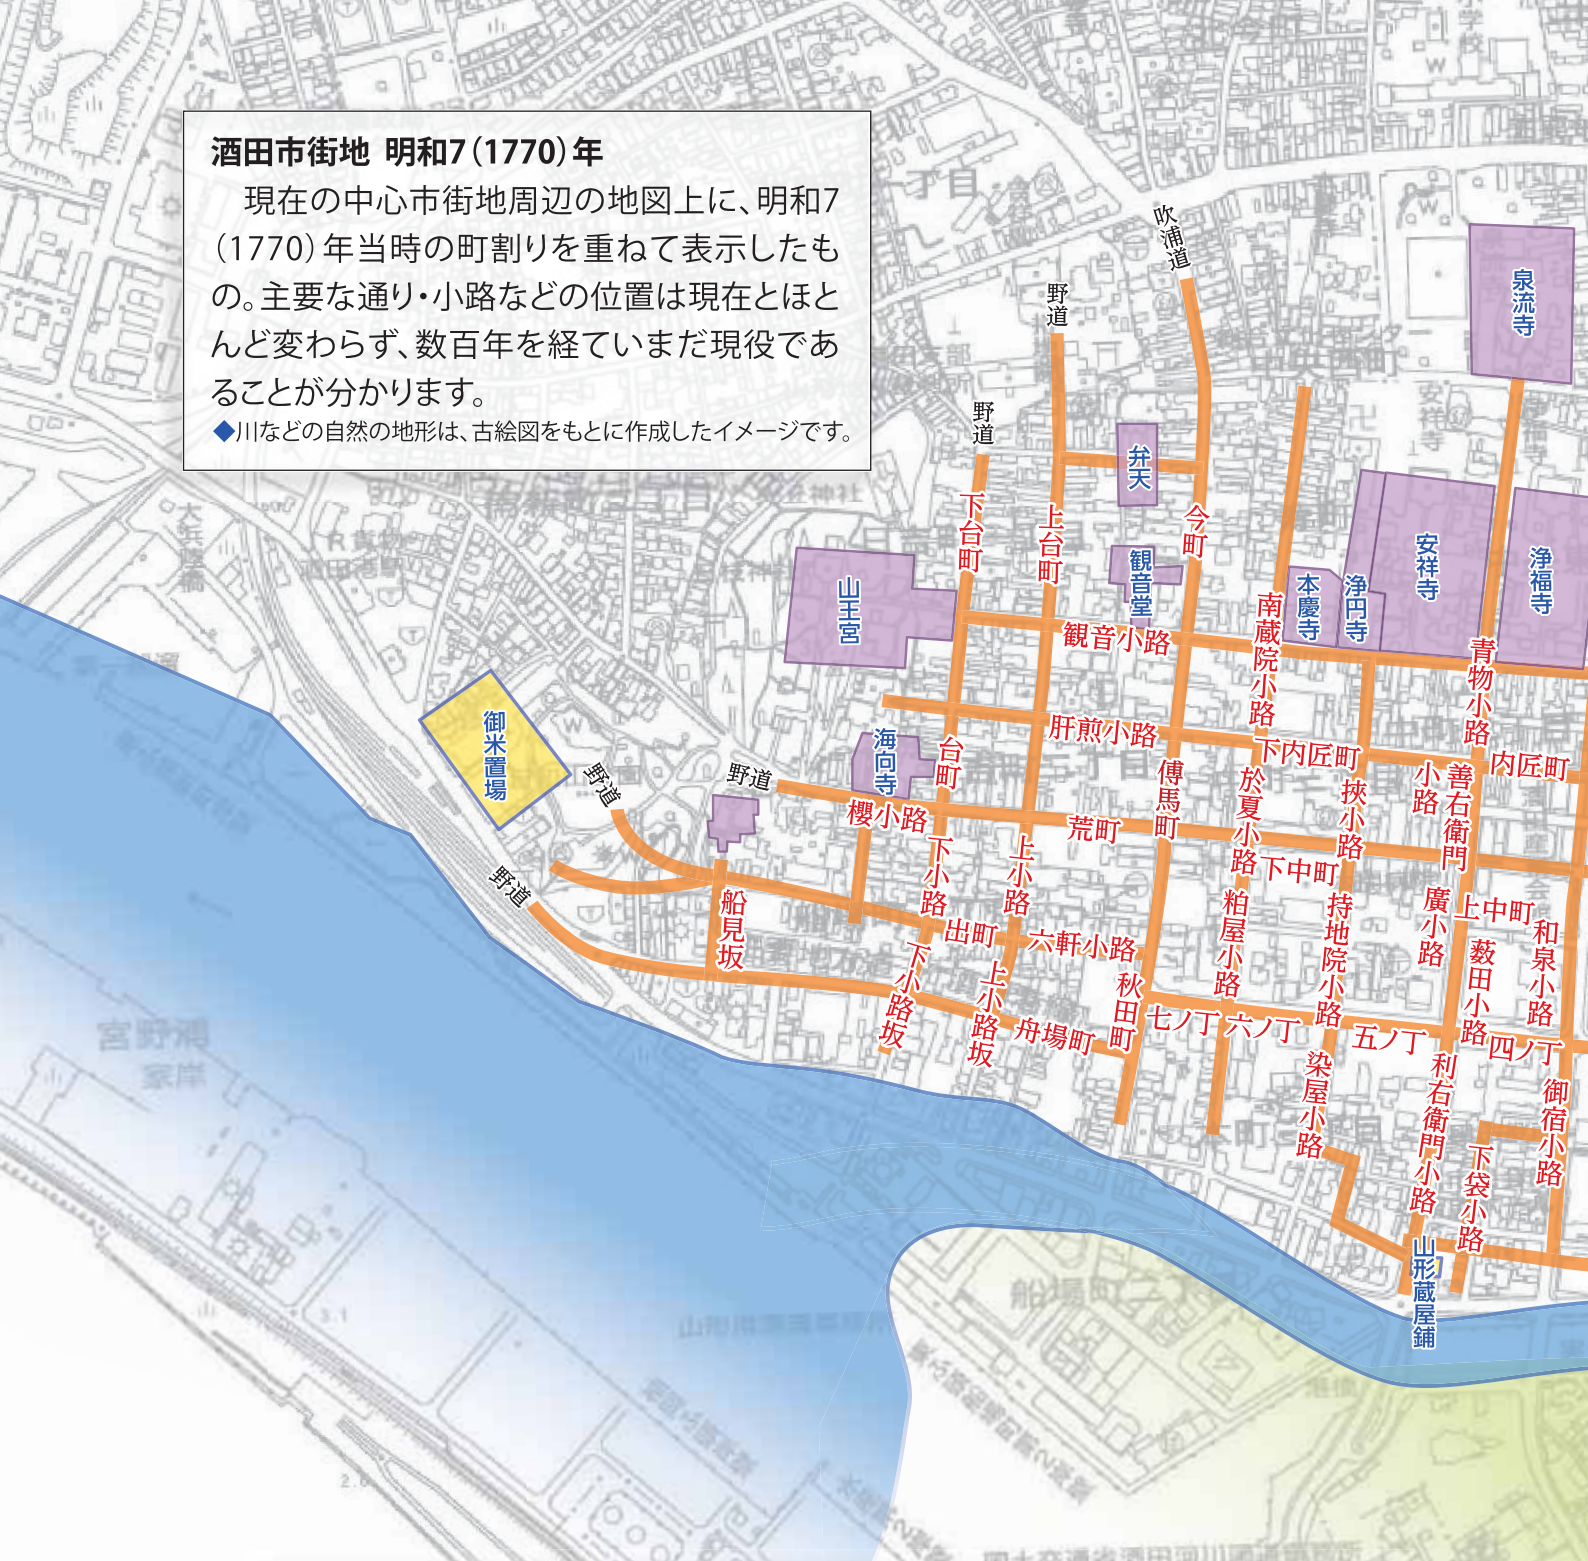 酒田市街地 明和7(1770)年
　現在の中心市街地周辺の地図上に、明和7
(1770)年当時の町割りを重ねて表示したも
の。主要な通り・小路などの位置は現在とほと
んど変わらず、数百年を経ていまだ現役であ
ることが分かります。
◆川などの自然の地形は、古絵図をもとに作成したイメージです。
吹浦道
野道
野道
泉流寺
弁天
下台町
上台町
今町
観音堂
山王宮
本慶寺
浄円寺
安祥寺
浄福寺
南蔵院小路
観音小路
青物小路
肝煎小路
下内匠町
内匠町
御米置場
海向寺
台町
野道
野道
傳馬町
於夏小路
挾小路
善右衛門
小路
櫻小路
荒町
下小路
上小路
下中町
野道
船見坂
出町
六軒小路
粕屋小路
持地院小路
廣小路
上中町
薮田小路
和泉小路
下小路坂
上小路坂
舟場町
秋田町
七ノ丁
六ノ丁
五ノ丁
四ノ丁
染屋小路
利右衛門小路
御宿小路
下袋小路
山形蔵屋鋪
宮野浦
家岸
安祥寺
浄福寺
丁目
3.1